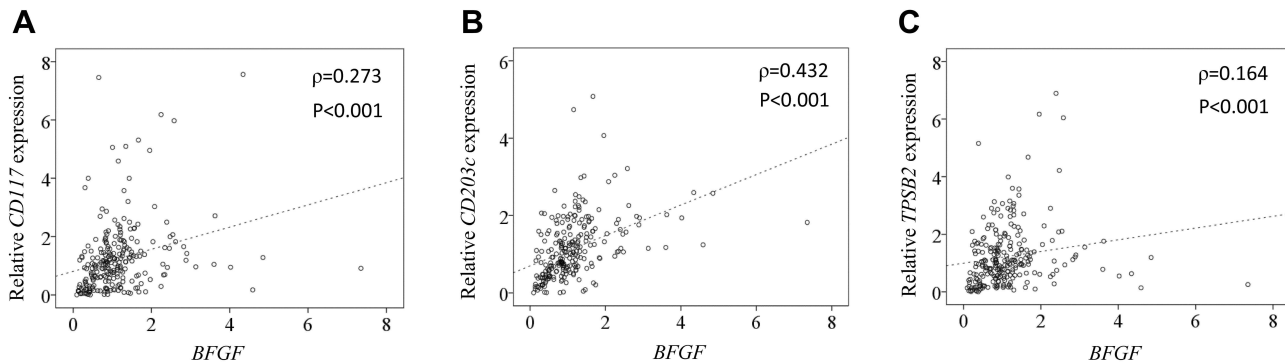 A
Relative CD117 expression
8
6
4
2
0
ρ=0.273
P<0.001
0 2 4 6 8
BFGF
B
Relative CD203c expression
6
4
2
0
ρ=0.432
P<0.001
0 2 4 6 8
BFGF
C
Relative TPSB2 expression
8
6
4
2
0
ρ=0.164
P<0.001
0 2 4 6 8
BFGF